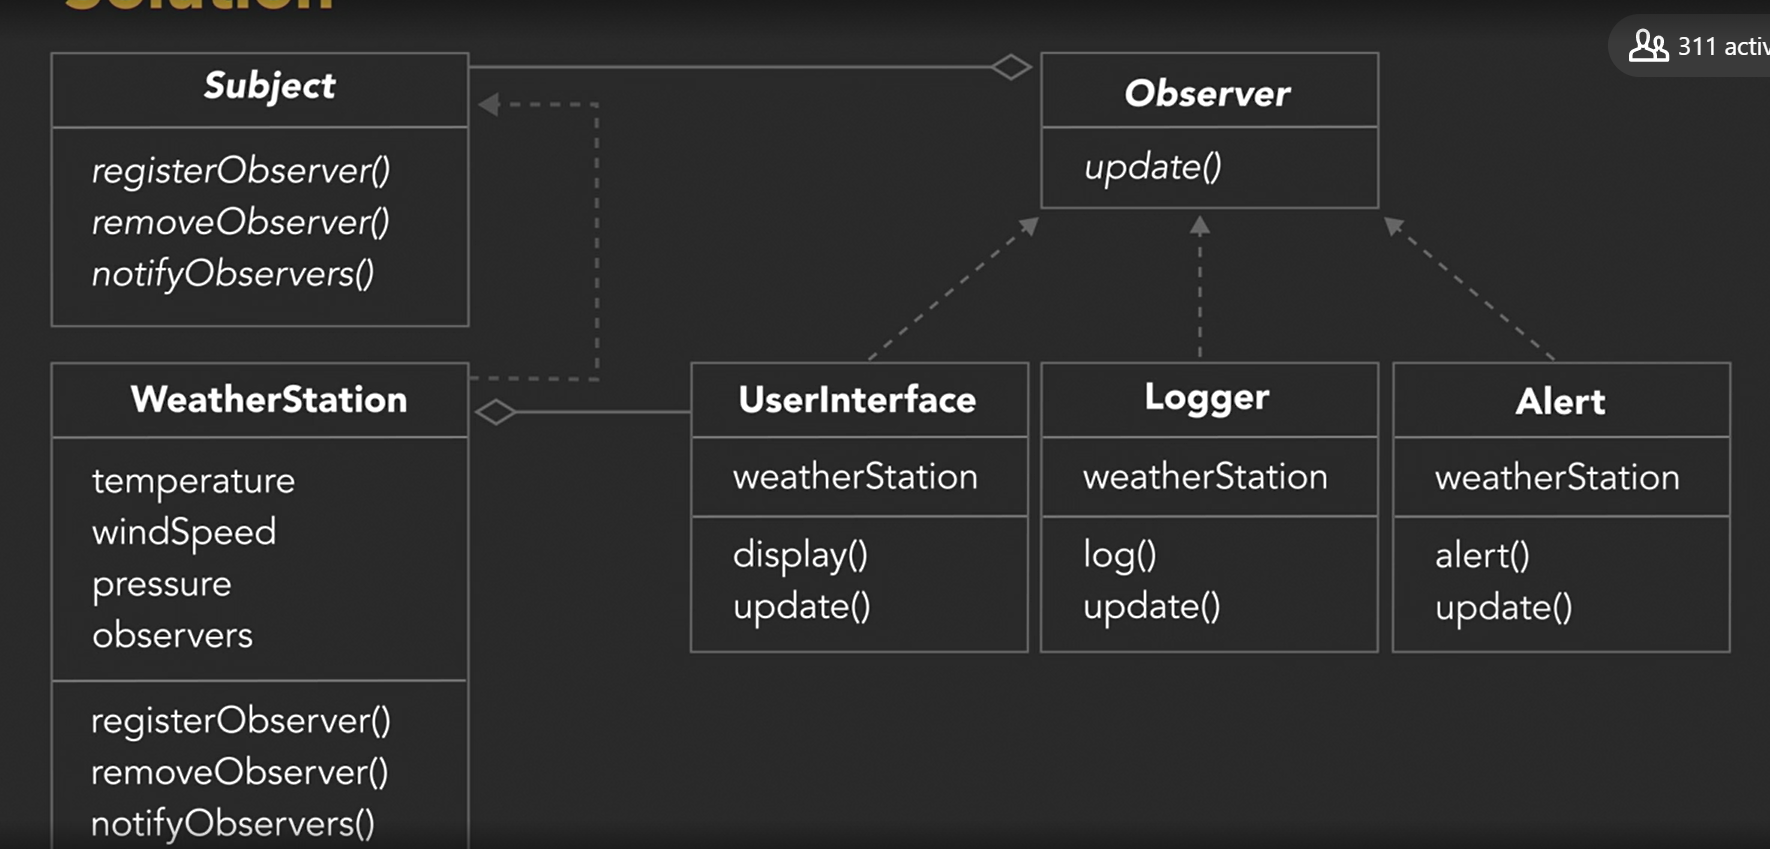 Solution
311 activ
Subject
registerObserver()
removeObserver()
notifyObservers()
Observer
update()
WeatherStation
temperature
windSpeed
pressure
observers
registerObserver()
removeObserver()
notifyObservers()
UserInterface
weatherStation
display()
update()
Logger
weatherStation
log()
update()
Alert
weatherStation
alert()
update()